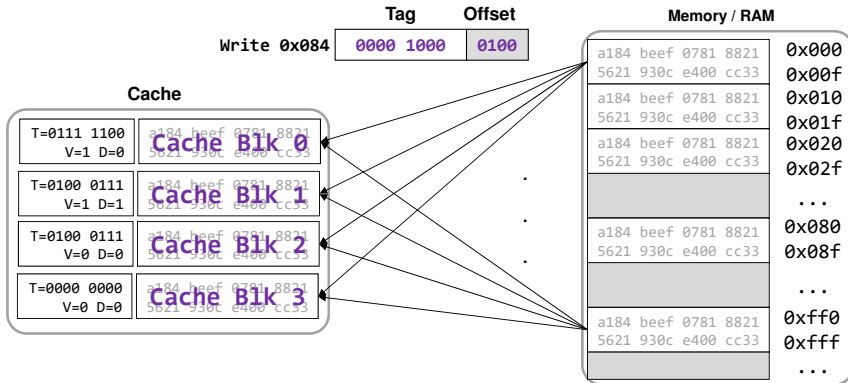 Tag Offset
Write 0x084 0000 1000 0100
Memory / RAM
a184 beef 0781 8821 0x000
5621 930c e400 cc33 0x00f
a184 beef 0781 8821 0x010
5621 930c e400 cc33 0x01f
a184 beef 0781 8821 0x020
5621 930c e400 cc33 0x02f
...
a184 beef 0781 8821 0x080
5621 930c e400 cc33 0x08f
...
a184 beef 0781 8821 0xff0
5621 930c e400 cc33 0xfff
...
.
.
.
Cache
T=0111 1100 a184 beef 0781 8821
V=1 D=0 5621 930c e400 cc33
Cache Blk 0
T=0100 0111 a184 beef 0781 8821
V=1 D=1 5621 930c e400 cc33
Cache Blk 1
T=0100 0111 a184 beef 0781 8821
V=0 D=0 5621 930c e400 cc33
Cache Blk 2
T=0000 0000 a184 beef 0781 8821
V=0 D=0 5621 930c e400 cc33
Cache Blk 3